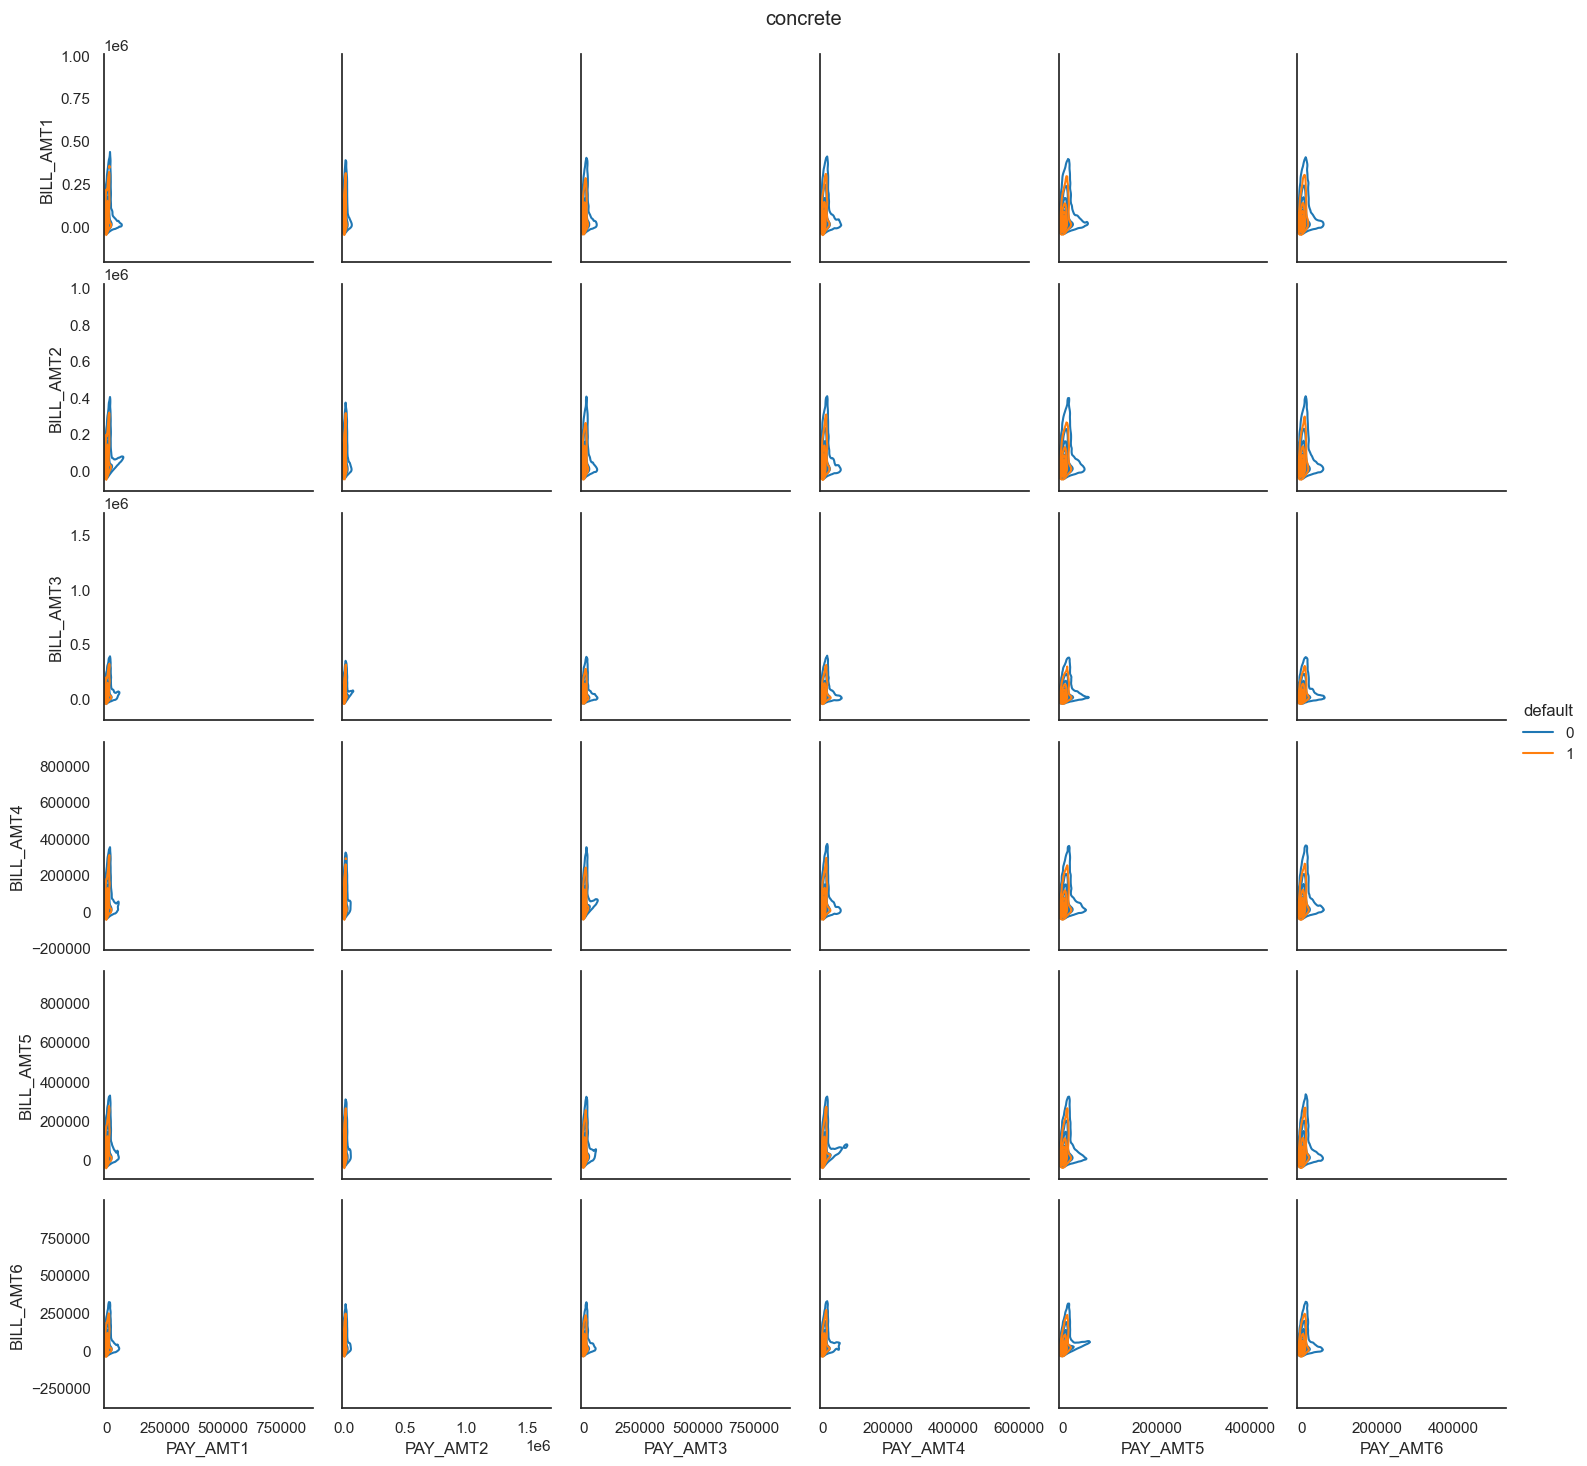 concrete
1e6
1.00
0.75
0.50
0.25
0.00
BILL_AMT1
1e6
1.0
0.8
0.6
0.4
0.2
0.0
BILL_AMT2
1e6
1.5
1.0
0.5
0.0
BILL_AMT3
default
0
1
800000
600000
400000
200000
0
−200000
BILL_AMT4
800000
600000
400000
200000
0
BILL_AMT5
750000
500000
250000
0
−250000
BILL_AMT6
0 250000 500000 750000
PAY_AMT1
0.0 0.5 1.0 1.5
1e6
PAY_AMT2
0 250000 500000 750000
PAY_AMT3
0 200000 400000 600000
PAY_AMT4
0 200000 400000
PAY_AMT5
0 200000 400000
PAY_AMT6